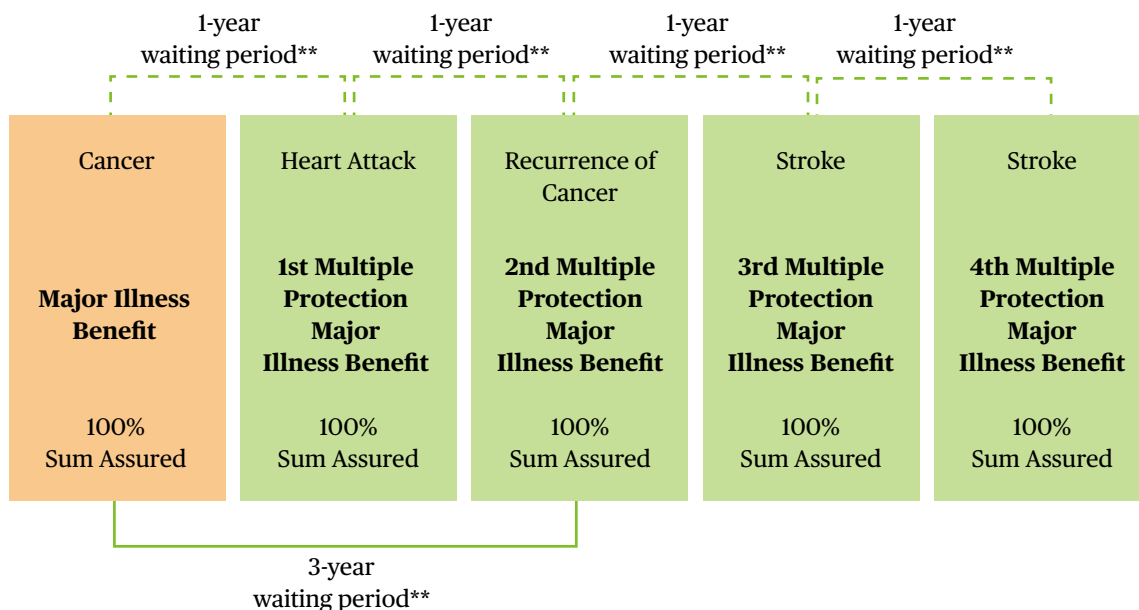 1-year
waiting period**
1-year
waiting period**
1-year
waiting period**
1-year
waiting period**
Cancer
Major Illness
Benefit
100%
Sum Assured
Heart Attack
1st Multiple
Protection
Major
Illness Benefit
100%
Sum Assured
Recurrence of
Cancer
2nd Multiple
Protection
Major
Illness Benefit
100%
Sum Assured
Stroke
3rd Multiple
Protection
Major
Illness Benefit
100%
Sum Assured
Stroke
4th Multiple
Protection
Major
Illness Benefit
100%
Sum Assured
3-year
waiting period**